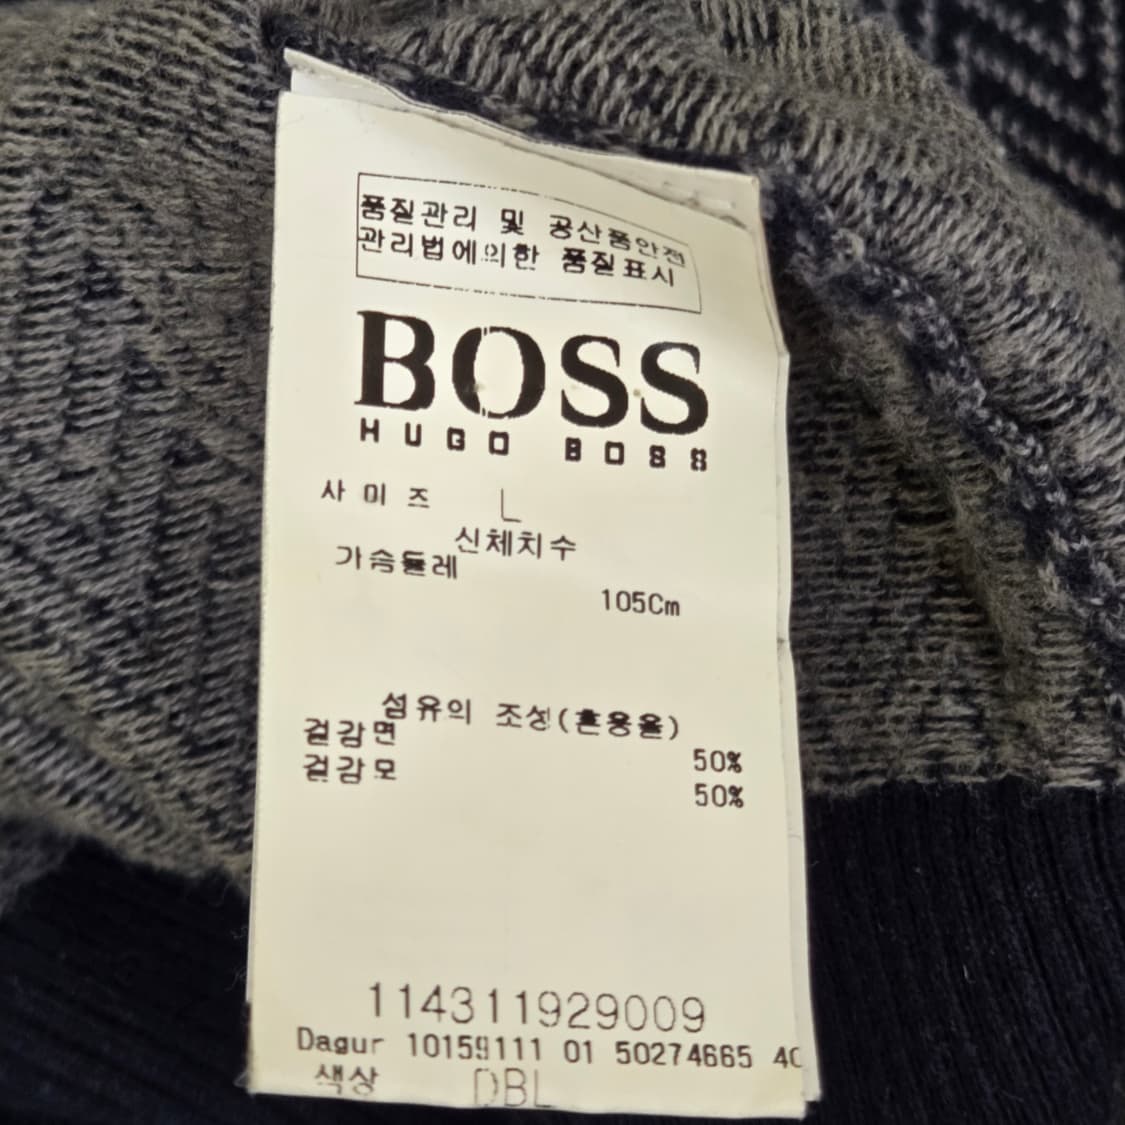 품질관리 및 공산품안전
관리법에의한 품질표시
BOSS
HUGO BOSS
사이즈 L
신체치수
가슴둘레
105Cm
섬유의 조성(혼용율)
겉감면 50%
겉감모 50%
114311929009
Dagur 10159111 01 50274665 40
색상 DBL